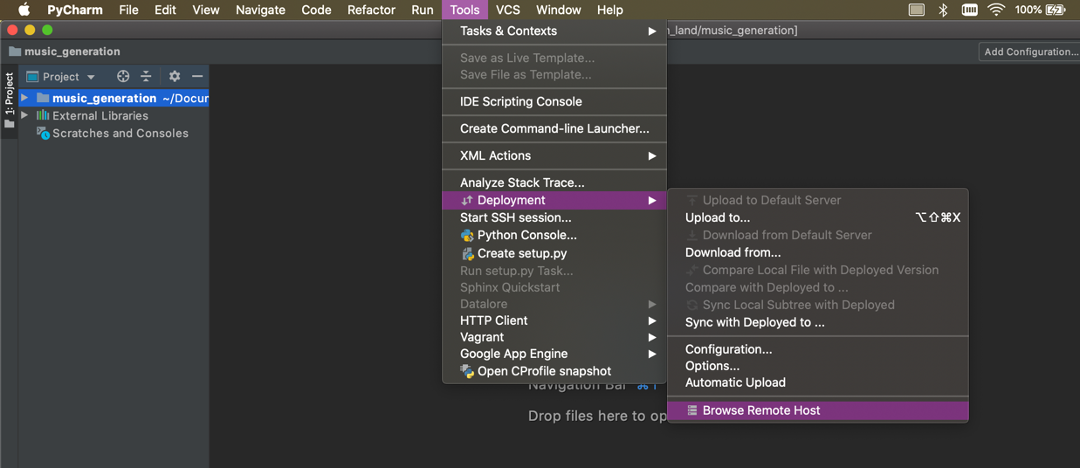 PyCharm File Edit View Navigate Code Refactor Run Tools VCS Window Help 100%
_land/music_generation]
music_generation
Add Configuration...
1: Project
Project
music_generation ~/Docur
External Libraries
Scratches and Consoles
Tasks & Contexts
Save as Live Template...
Save File as Template...
IDE Scripting Console
Create Command-line Launcher...
XML Actions
Analyze Stack Trace...
Deployment
Start SSH session...
Python Console...
Create setup.py
Run setup.py Task...
Sphinx Quickstart
Datalore
HTTP Client
Vagrant
Google App Engine
Open CProfile snapshot
Upload to Default Server
Upload to... ⌥⇧⌘X
Download from Default Server
Download from...
Compare Local File with Deployed Version
Compare with Deployed to ...
Sync Local Subtree with Deployed
Sync with Deployed to ...
Configuration...
Options...
Automatic Upload
Browse Remote Host
Navigation Bar
Drop files here to op